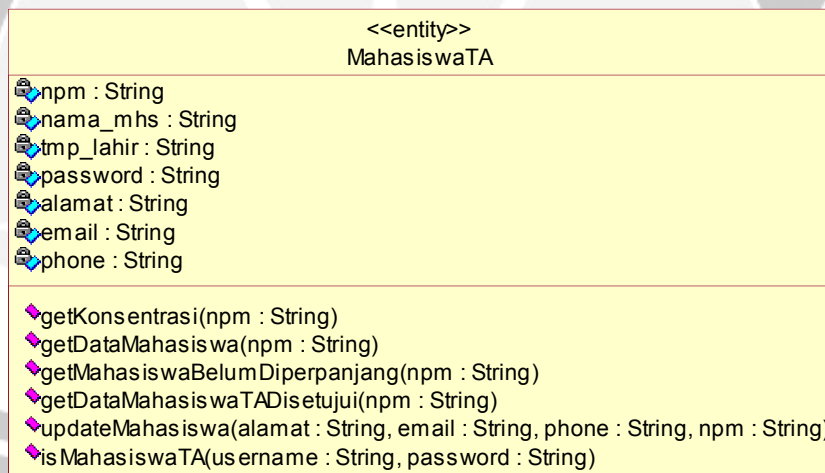 <<entity>>
MahasiswaTA
npm : String
nama_mhs : String
tmp_lahir : String
password : String
alamat : String
email : String
phone : String
getKonsentrasi(npm : String)
getDataMahasiswa(npm : String)
getMahasiswaBelumDiperpanjang(npm : String)
getDataMahasiswaTADisetujui(npm : String)
updateMahasiswa(alamat : String, email : String, phone : String, npm : String)
isMahasiswaTA(username : String, password : String)